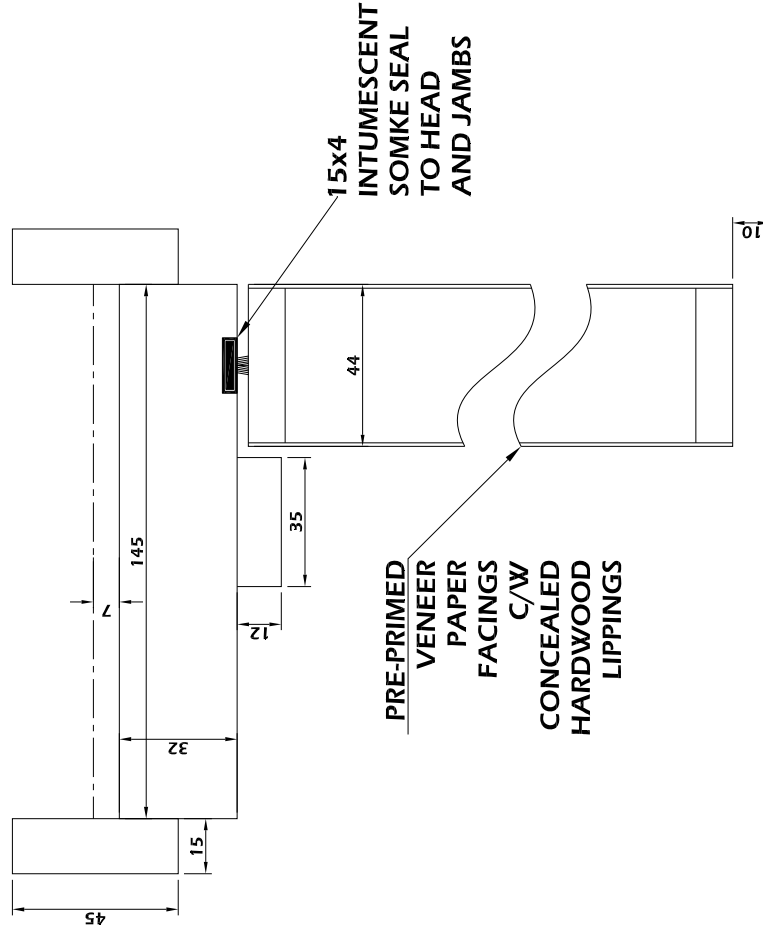 15x4
INTUMESCENT
SOMKE SEAL
TO HEAD
AND JAMBS
PRE-PRIMED
VENEER
PAPER
FACINGS
C/W
CONCEALED
HARDWOOD
LIPPINGS
45
15
32
145
7
12
35
44
10